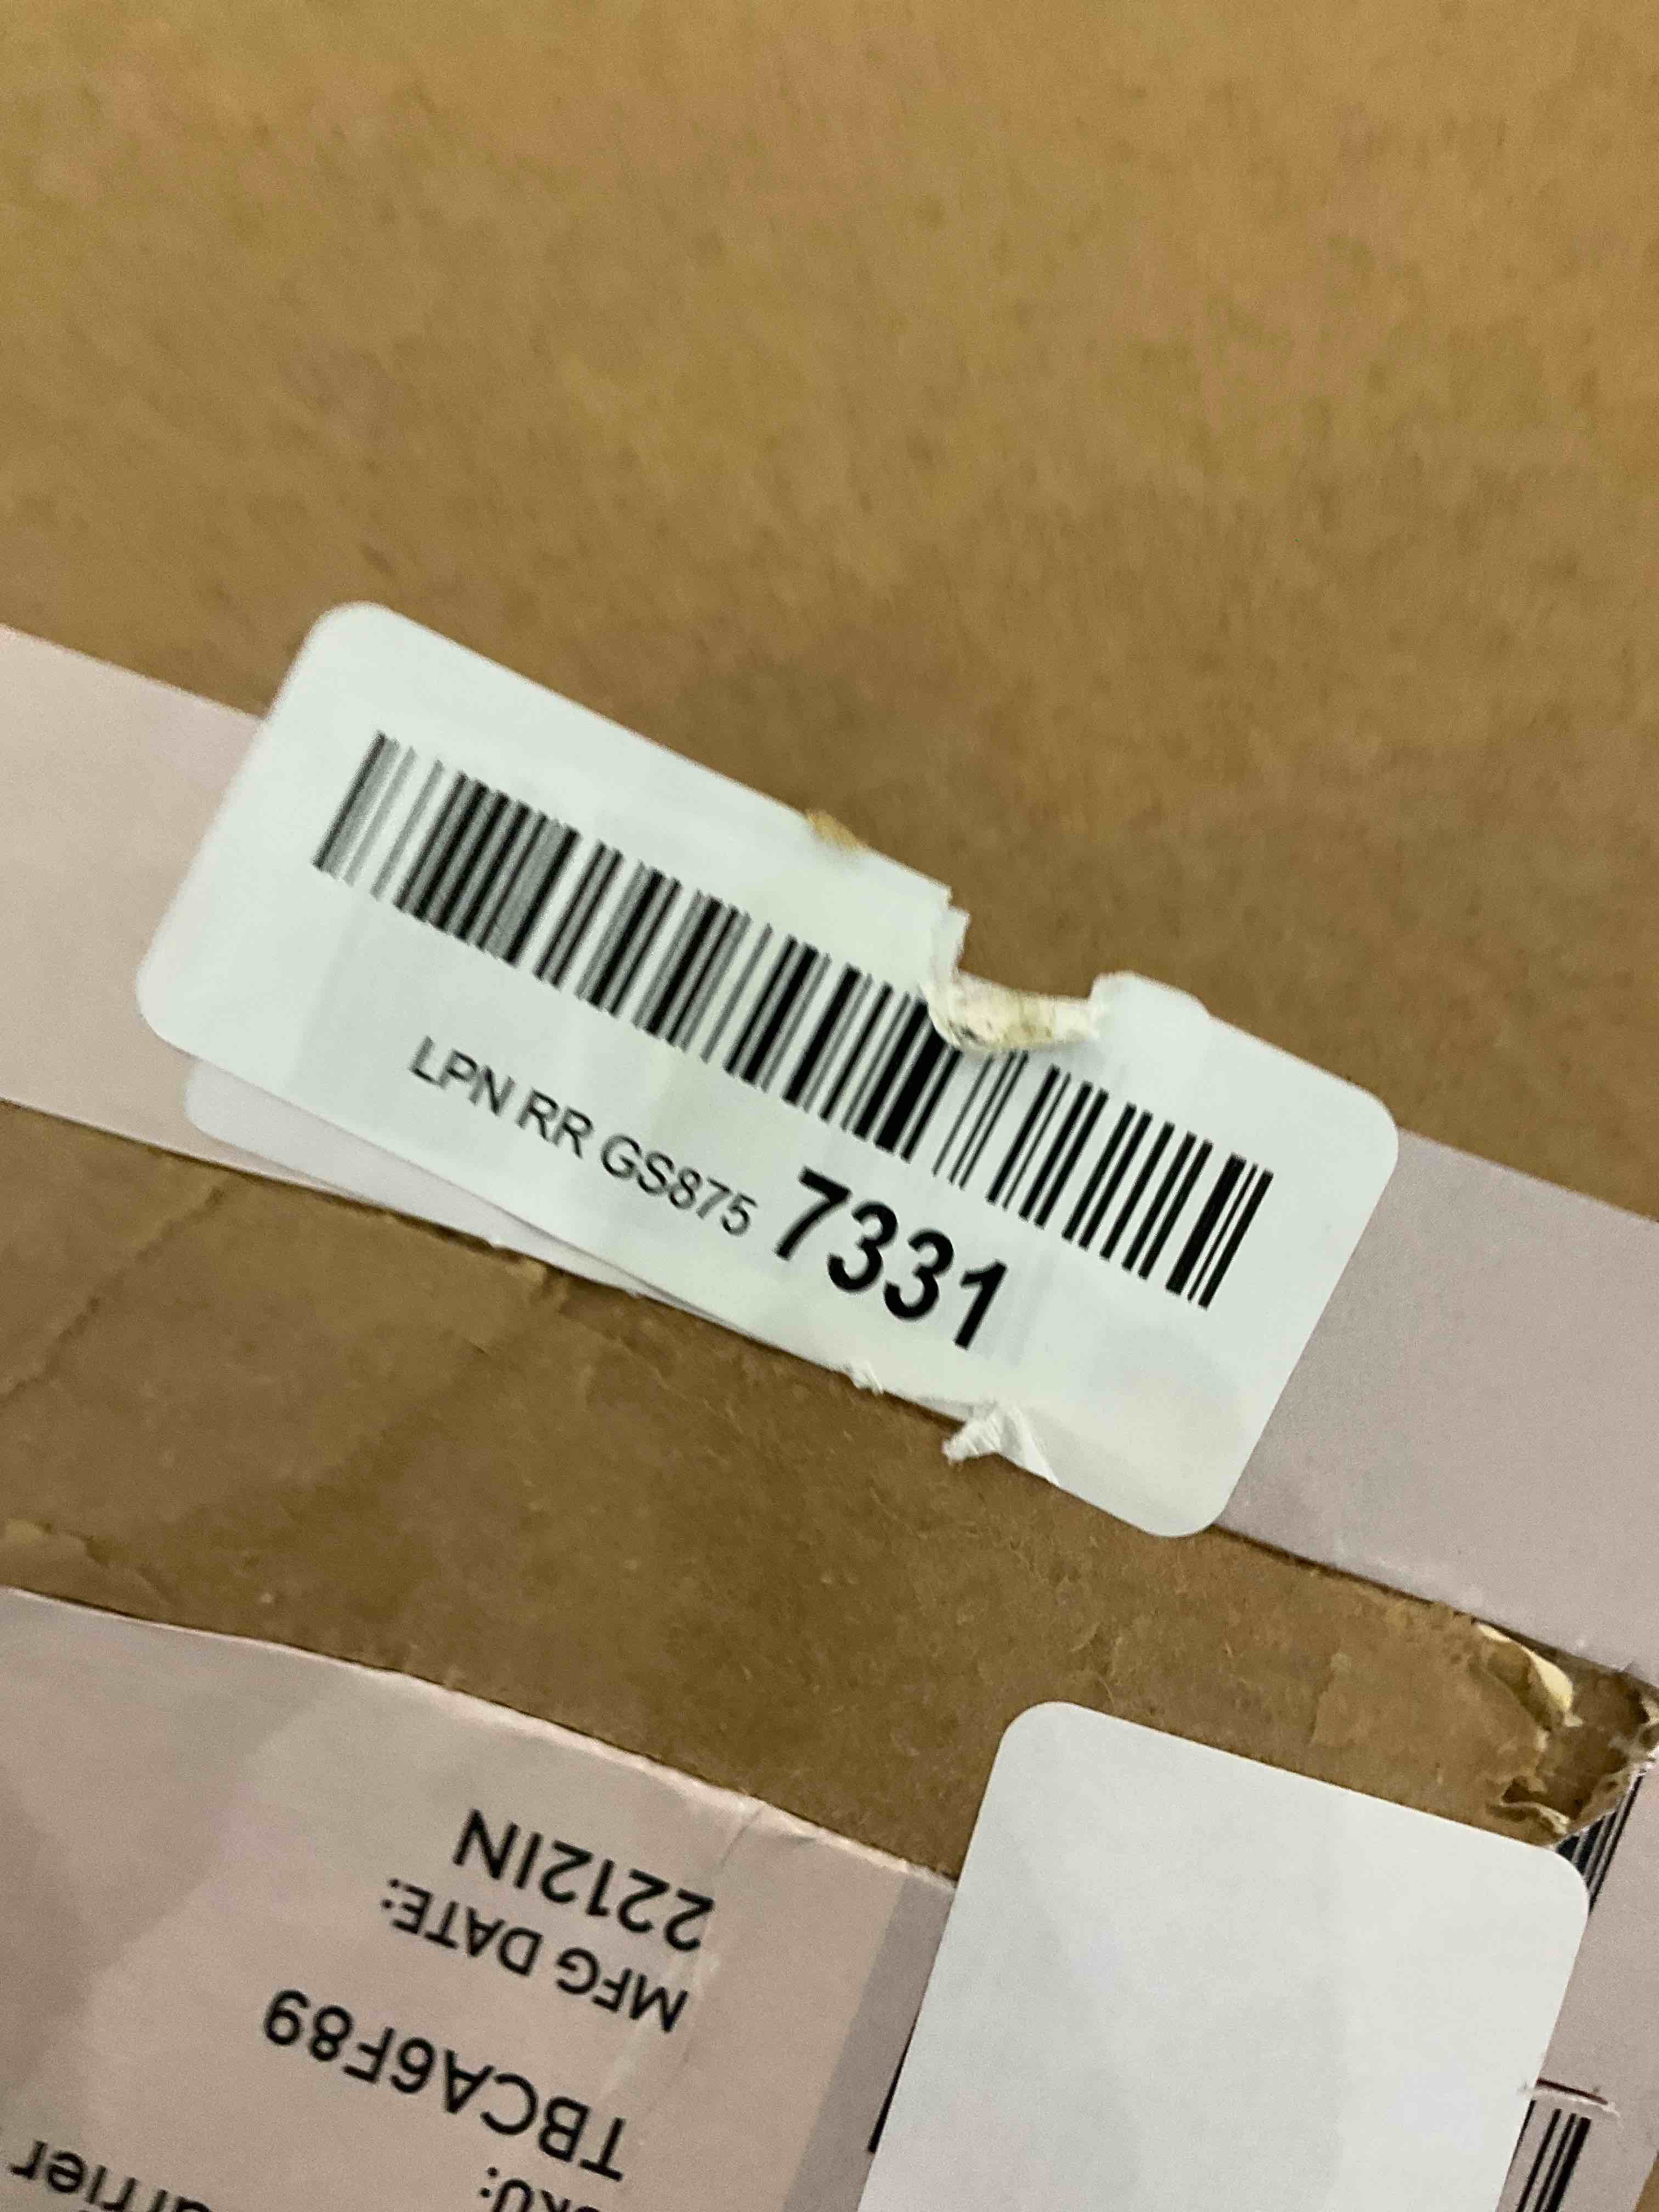 LPN RR GS875 7331
2212IN
MFG DATE:
TBCA6F89